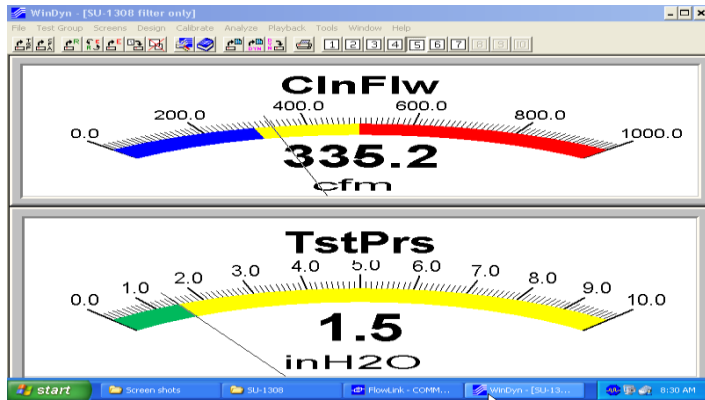 WinDyn - [SU-1308 filter only]
File Test Group Screens Design Calibrate Analyze Playback Tools Window Help
1 2 3 4 5 6 7 8 9 10
ClnFlw
0.0 200.0 400.0 600.0 800.0 1000.0
335.2
cfm
TstPrs
0.0 1.0 2.0 3.0 4.0 5.0 6.0 7.0 8.0 9.0 10.0
1.5
inH2O
start Screen shots SU-1308 FlowLink - COMM... WinDyn - [SU-13... 8:30 AM